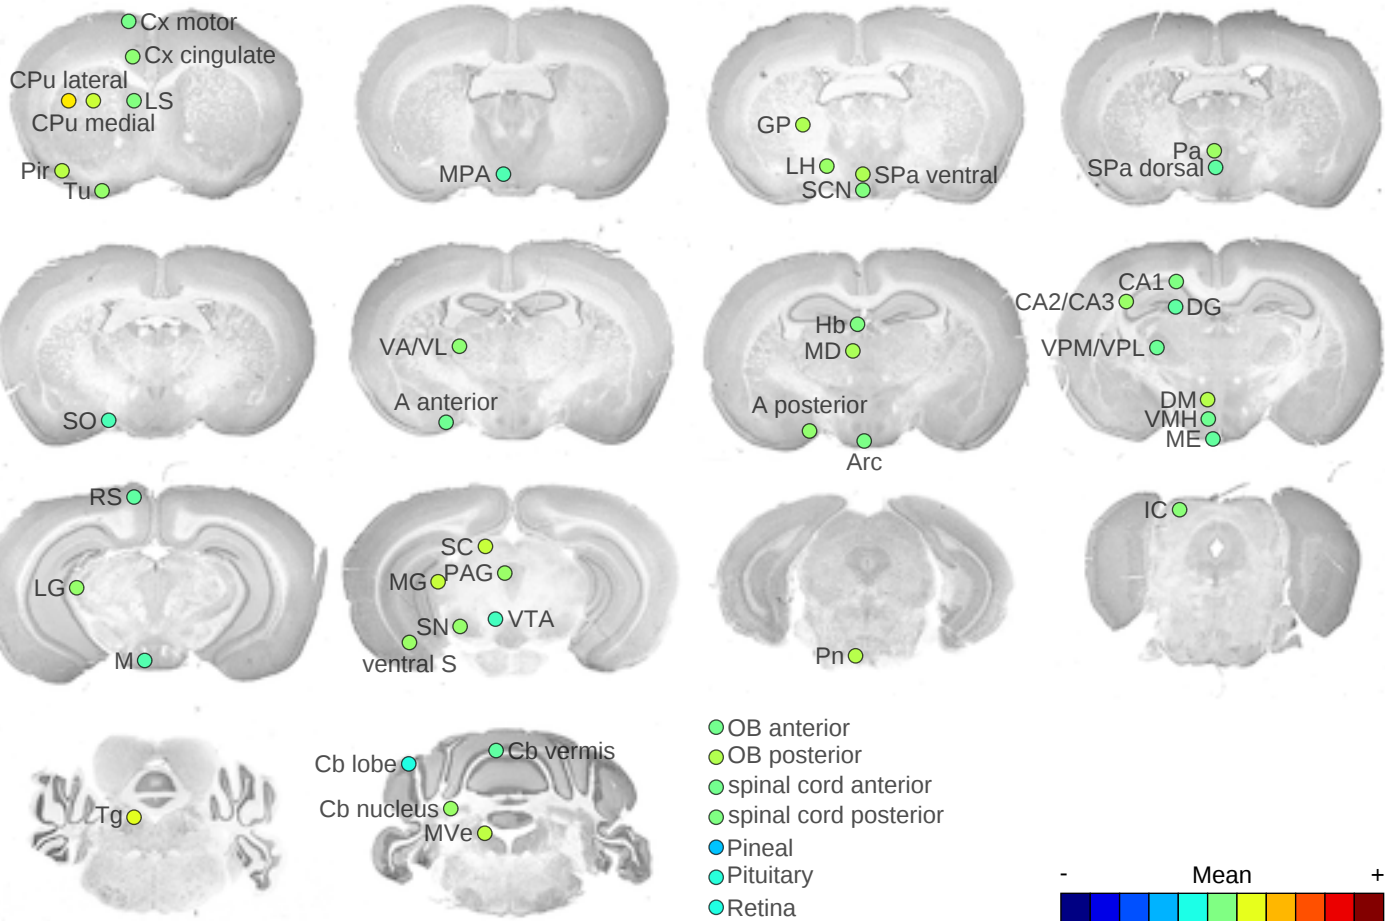 Cx motor
Cx cingulate
CPu lateral
LS
CPu medial
Pir
Tu
MPA
GP
LH
SPa ventral
SCN
Pa
SPa dorsal
SO
VA/VL
A anterior
Hb
MD
A posterior
Arc
CA1
CA2/CA3
DG
VPM/VPL
DM
VMH
ME
RS
LG
M
SC
MG
PAG
SN
VTA
ventral S
Pn
IC
Tg
Cb lobe
Cb vermis
Cb nucleus
MVe
OB anterior
OB posterior
spinal cord anterior
spinal cord posterior
Pineal
Pituitary
Retina
- Mean +